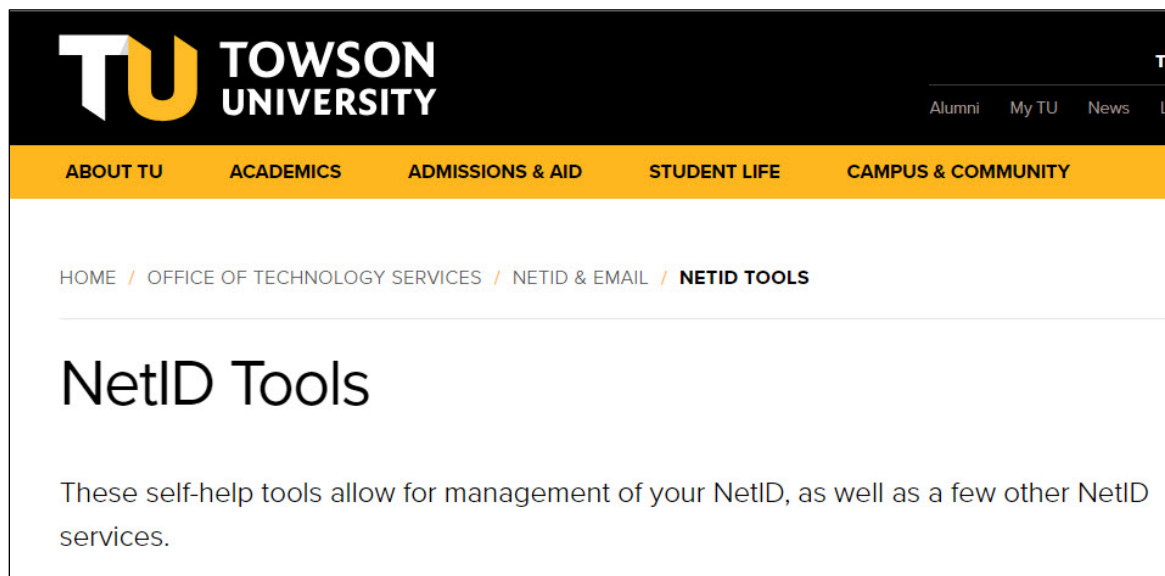 TU TOWSON
UNIVERSITY
Alumni My TU News
ABOUT TU ACADEMICS ADMISSIONS & AID STUDENT LIFE CAMPUS & COMMUNITY
HOME / OFFICE OF TECHNOLOGY SERVICES / NETID & EMAIL / NETID TOOLS
NetID Tools
These self-help tools allow for management of your NetID, as well as a few other NetID
services.